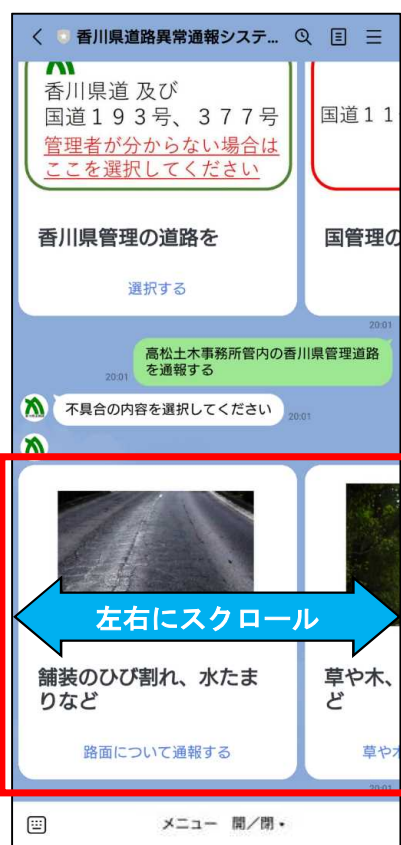 香川県道路異常通報システ...
香川県道 及び
国道193号、377号
管理者が分からない場合は
ここを選択してください
国道11
香川県管理の道路を
国管理の
選択する
20:01
高松土木事務所管内の香川県管理道路
を通報する
20:01
不具合の内容を選択してください
20:01
左右にスクロール
舗装のひび割れ、水たま
りなど
草や木、
ど
路面について通報する
草や木
20:01
メニュー 開/閉・